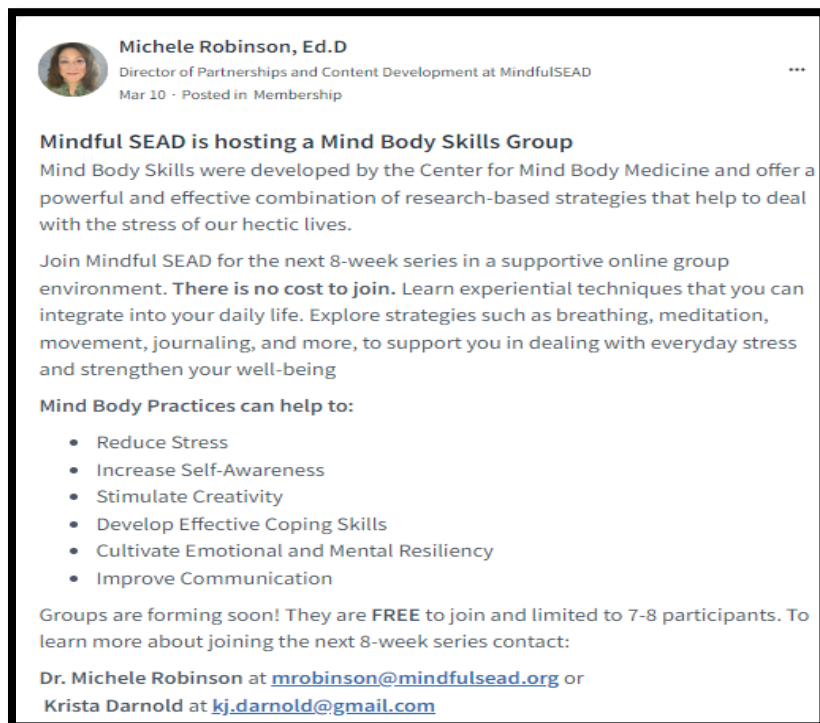 Michele Robinson, Ed.D
Director of Partnerships and Content Development at MindfulSEAD
Mar 10 · Posted in Membership
Mindful SEAD is hosting a Mind Body Skills Group
Mind Body Skills were developed by the Center for Mind Body Medicine and offer a
powerful and effective combination of research-based strategies that help to deal
with the stress of our hectic lives.
Join Mindful SEAD for the next 8-week series in a supportive online group
environment. There is no cost to join. Learn experiential techniques that you can
integrate into your daily life. Explore strategies such as breathing, meditation,
movement, journaling, and more, to support you in dealing with everyday stress
and strengthen your well-being
Mind Body Practices can help to:
• Reduce Stress
• Increase Self-Awareness
• Stimulate Creativity
• Develop Effective Coping Skills
• Cultivate Emotional and Mental Resiliency
• Improve Communication
Groups are forming soon! They are FREE to join and limited to 7-8 participants. To
learn more about joining the next 8-week series contact:
Dr. Michele Robinson at mrobinson@mindfulsead.org or
Krista Darnold at kj.darnold@gmail.com